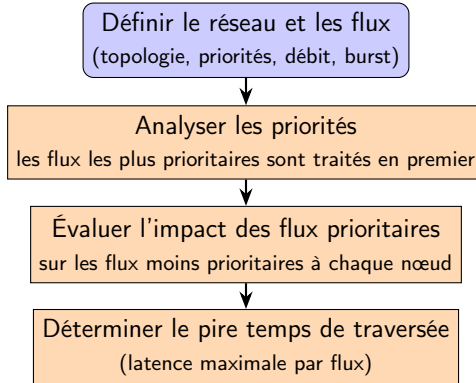 Définir le réseau et les flux
(topologie, priorités, débit, burst)
Analyser les priorités
les flux les plus prioritaires sont traités en premier
Évaluer l'impact des flux prioritaires
sur les flux moins prioritaires à chaque nœud
Déterminer le pire temps de traversée
(latence maximale par flux)